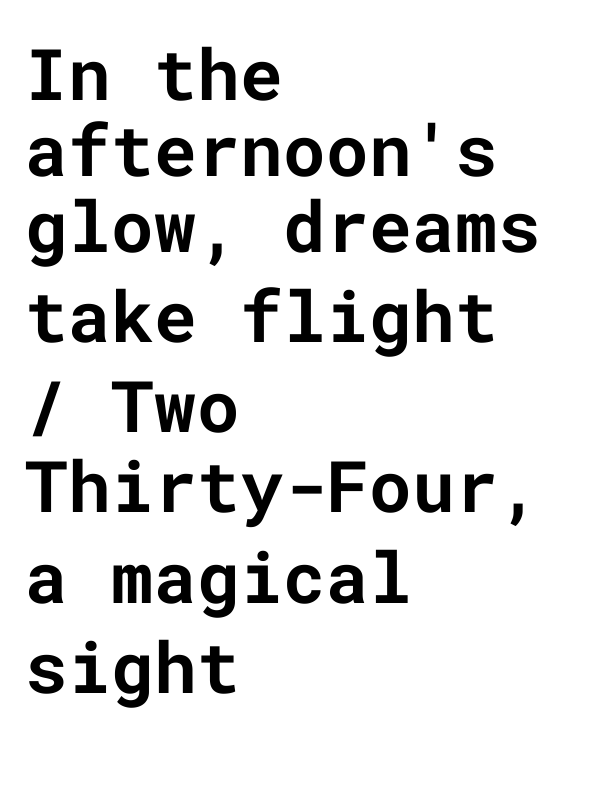 In the
afternoon's
glow, dreams
take flight
/ Two
Thirty-Four,
a magical
sight